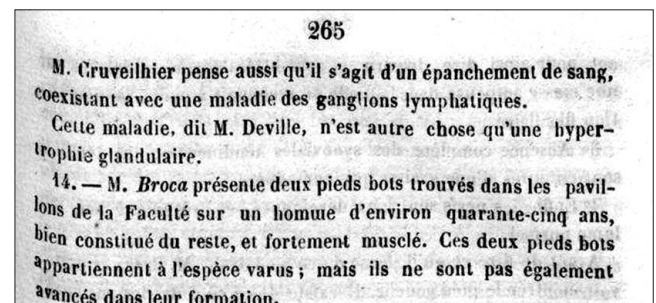 265
M. Cruveilhier pense aussi qu'il s'agit d'un épanchement de sang,
coexistant avec une maladie des ganglions lymphatiques.
Cette maladie, dit M. Deville, n'est autre chose qu'une hyper-
trophie glandulaire.
14. — M. Broca présente deux pieds bots trouvés dans les pavil-
lons de la Faculté sur un homme d'environ quarante-cinq ans,
bien constitué du reste, et fortement musclé. Ces deux pieds bots
appartiennent à l'espèce varus ; mais ils ne sont pas également
avancés dans leur formation.